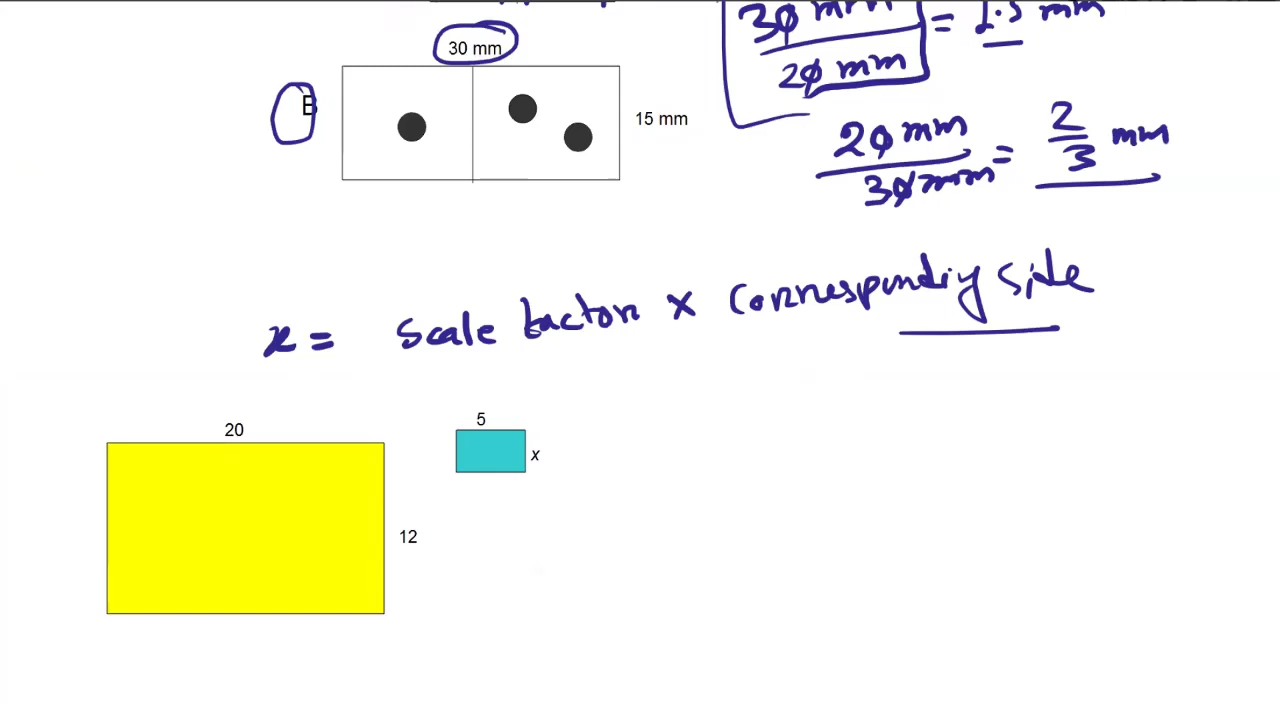 30 mm = 1.5 mm
20 mm
30 mm
B
15 mm
20 mm = 2/3 mm
30 mm
x = Scale factor x Corresponding side
20
5
x
12